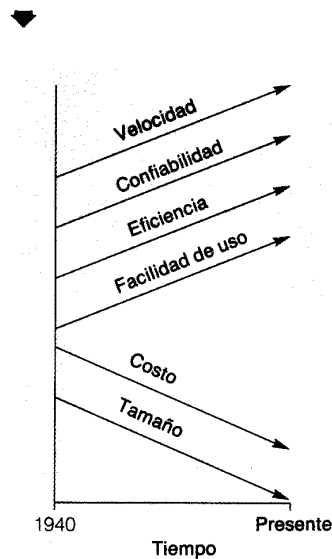 Velocidad
Confiabilidad
Eficiencia
Facilidad de uso
Costo
Tamaño
1940
Presente
Tiempo